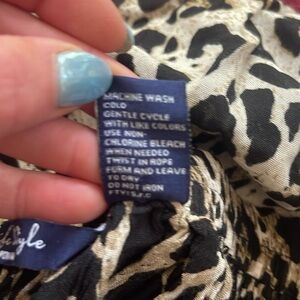 MACHINE WASH
COLD
GENTLE CYCLE
WITH LIKE COLORS
USE NON-
CHLORINE BLEACH
WHEN NEEDED
TWIST IN ROPE
FORM AND LEAVE
TO DRY
DO NOT IRON